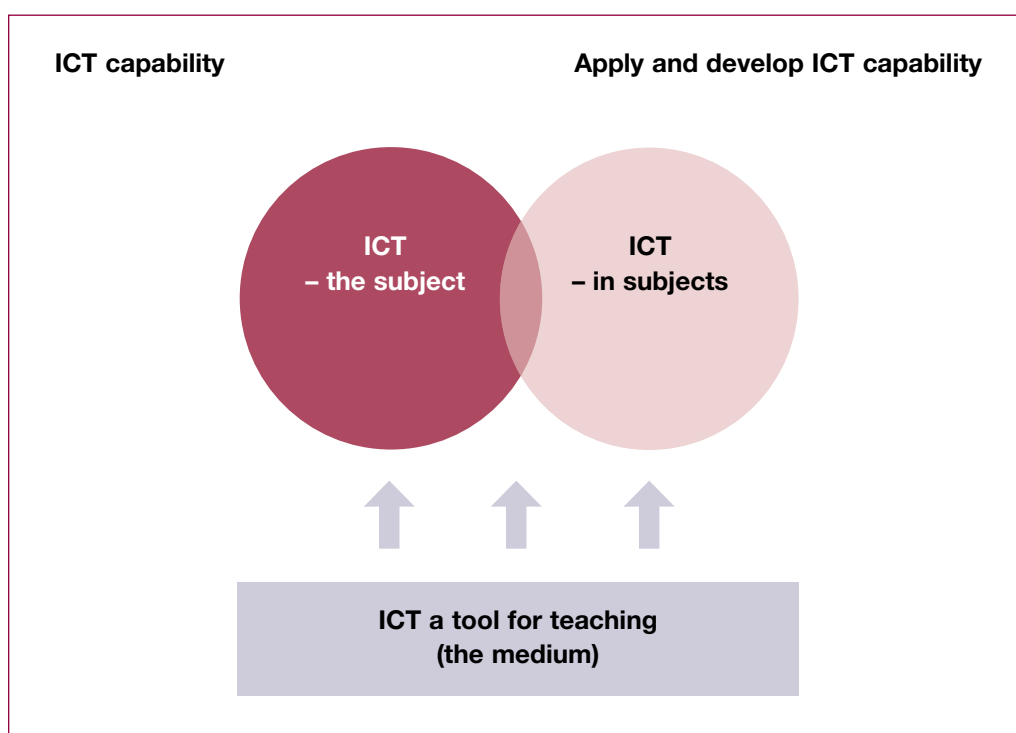 ICT capability
Apply and develop ICT capability
ICT
– the subject
ICT
– in subjects
ICT a tool for teaching
(the medium)